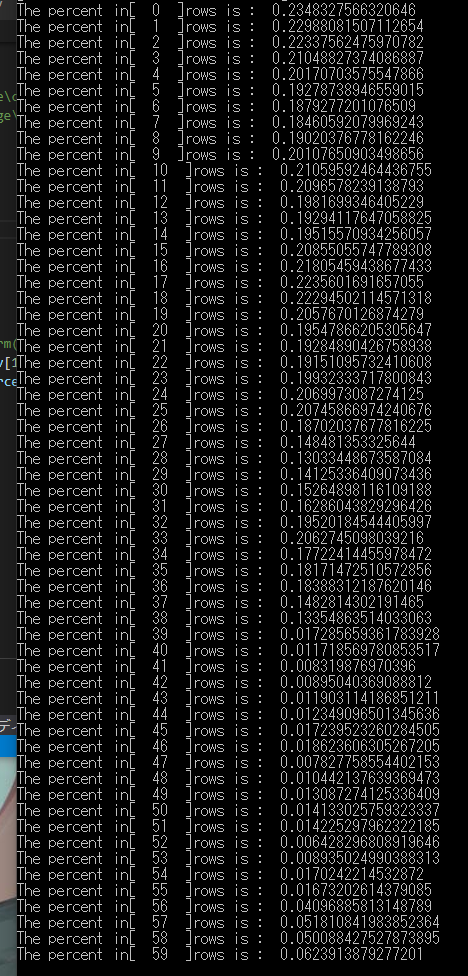 The percent in[  0  ]rows is :  0.2348327566320646
The percent in[  1  ]rows is :  0.22988081507112654
The percent in[  2  ]rows is :  0.22337562475970782
The percent in[  3  ]rows is :  0.21048827374086887
The percent in[  4  ]rows is :  0.20170703575547866
The percent in[  5  ]rows is :  0.19278738946559015
The percent in[  6  ]rows is :  0.1879277201076509
The percent in[  7  ]rows is :  0.18460592079969243
The percent in[  8  ]rows is :  0.19020376778162246
The percent in[  9  ]rows is :  0.20107650903498656
The percent in[  10  ]rows is :  0.21059592464436755
The percent in[  11  ]rows is :  0.2096578239138793
The percent in[  12  ]rows is :  0.1981699346405229
The percent in[  13  ]rows is :  0.19294117647058825
The percent in[  14  ]rows is :  0.19515570934256057
The percent in[  15  ]rows is :  0.20855055747789308
The percent in[  16  ]rows is :  0.21805459438677433
The percent in[  17  ]rows is :  0.2235601691657055
The percent in[  18  ]rows is :  0.22294502114571318
The percent in[  19  ]rows is :  0.2057670126874279
The percent in[  20  ]rows is :  0.19547866205305647
The percent in[  21  ]rows is :  0.19284890426758938
The percent in[  22  ]rows is :  0.19151095732410608
The percent in[  23  ]rows is :  0.19932333717800843
The percent in[  24  ]rows is :  0.2069973087274125
The percent in[  25  ]rows is :  0.20745866974240676
The percent in[  26  ]rows is :  0.18702037677816225
The percent in[  27  ]rows is :  0.148481353325644
The percent in[  28  ]rows is :  0.13033448673587084
The percent in[  29  ]rows is :  0.14125336409073436
The percent in[  30  ]rows is :  0.15264898116109188
The percent in[  31  ]rows is :  0.16286043829296426
The percent in[  32  ]rows is :  0.19520184544405997
The percent in[  33  ]rows is :  0.2062745098039216
The percent in[  34  ]rows is :  0.17722414455978472
The percent in[  35  ]rows is :  0.18171472510572856
The percent in[  36  ]rows is :  0.18388312187620146
The percent in[  37  ]rows is :  0.1482814302191465
The percent in[  38  ]rows is :  0.13354863514033063
The percent in[  39  ]rows is :  0.017285659361783928
The percent in[  40  ]rows is :  0.011718569780853517
The percent in[  41  ]rows is :  0.008319876970396
The percent in[  42  ]rows is :  0.00895040369088812
The percent in[  43  ]rows is :  0.011903114186851211
The percent in[  44  ]rows is :  0.012349096501345636
The percent in[  45  ]rows is :  0.017239523260284505
The percent in[  46  ]rows is :  0.018623606305267205
The percent in[  47  ]rows is :  0.007827758554402153
The percent in[  48  ]rows is :  0.010442137639369473
The percent in[  49  ]rows is :  0.013087274125336409
The percent in[  50  ]rows is :  0.014133025759323337
The percent in[  51  ]rows is :  0.014225297962322185
The percent in[  52  ]rows is :  0.006428296808919646
The percent in[  53  ]rows is :  0.008935024990388313
The percent in[  54  ]rows is :  0.0170242214532872
The percent in[  55  ]rows is :  0.01673202614379085
The percent in[  56  ]rows is :  0.04096885813148789
The percent in[  57  ]rows is :  0.051810841983852364
The percent in[  58  ]rows is :  0.050088427527873895
The percent in[  59  ]rows is :  0.0623913879277201